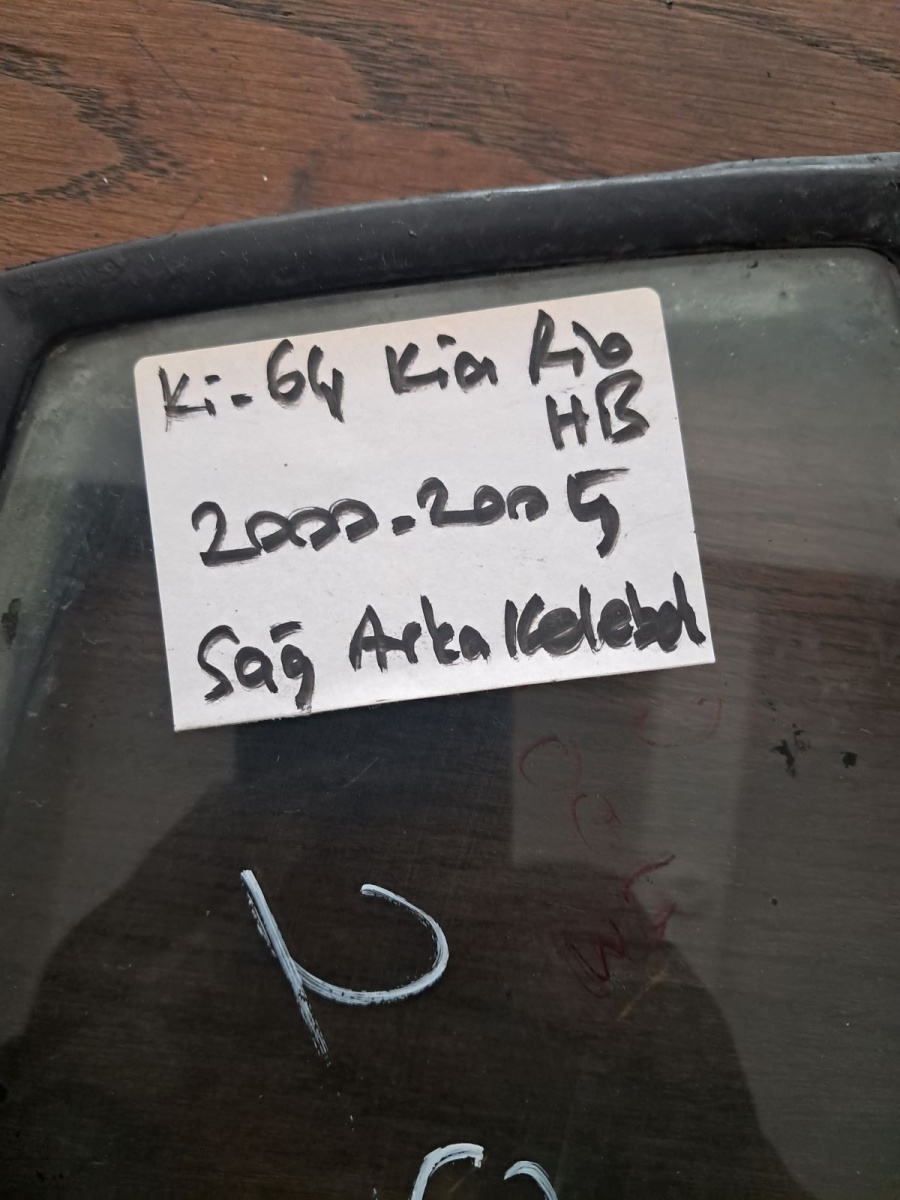 Ki-64 Kia Rio
HB
2000-2005
Sağ Arka Kelebek